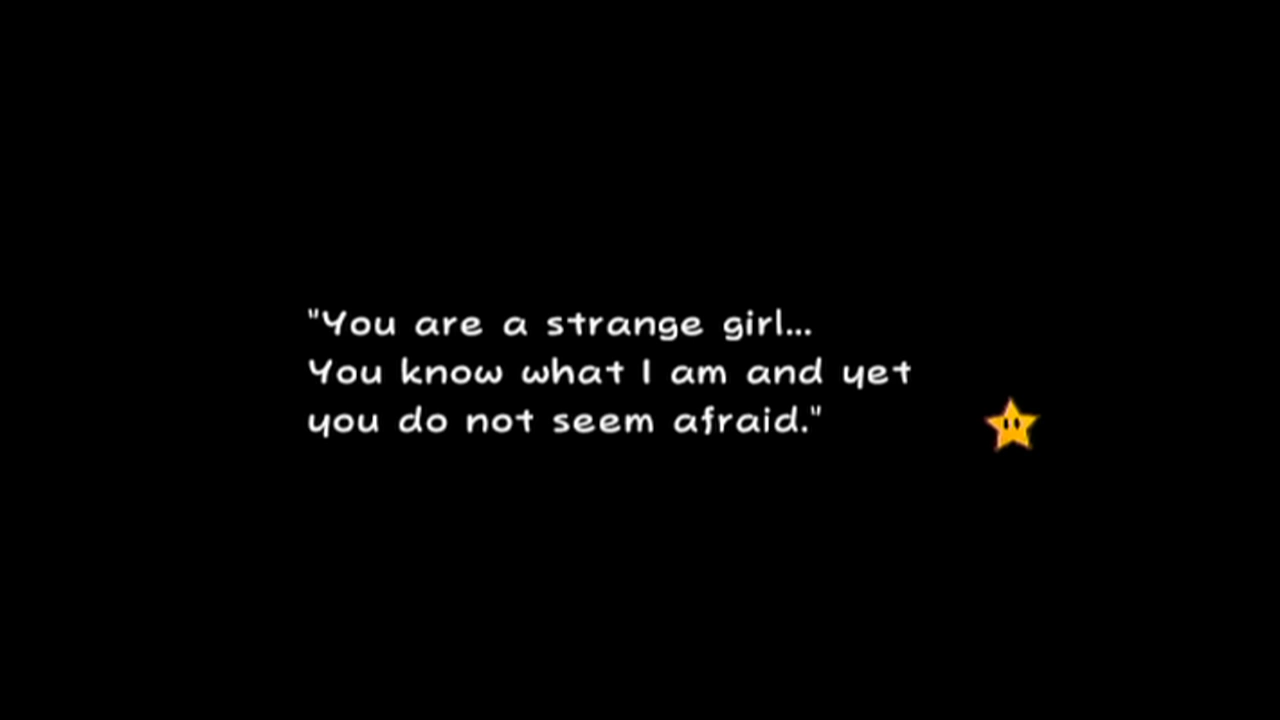 "You are a strange girl...
You know what I am and yet
you do not seem afraid."